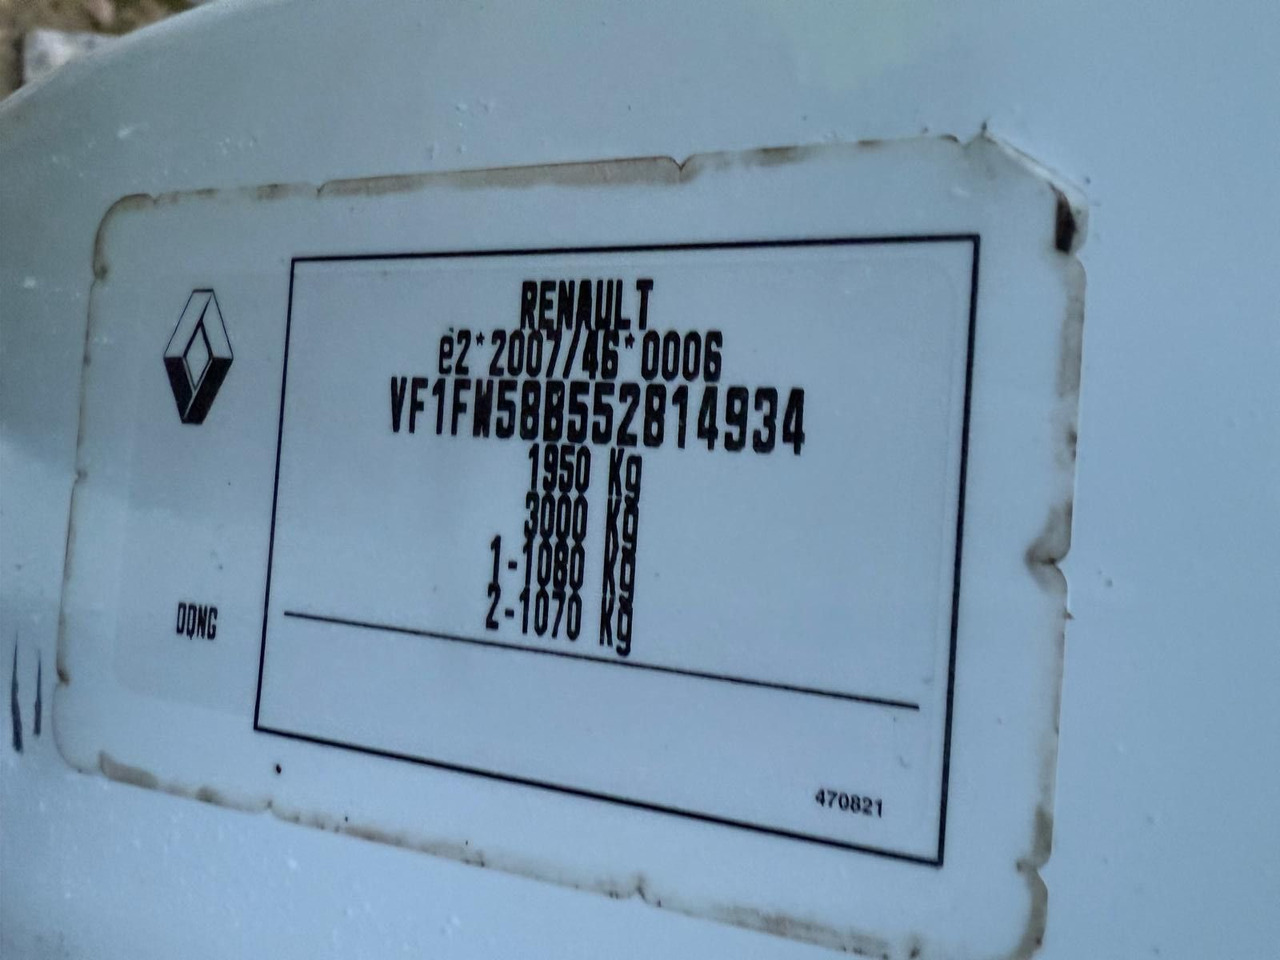 RENAULT
e2*2007/46*0006
VF1FW58B552814934
1950 Kg
3000 Kg
1-1080 Kg
2-1070 Kg
DQNG
470821